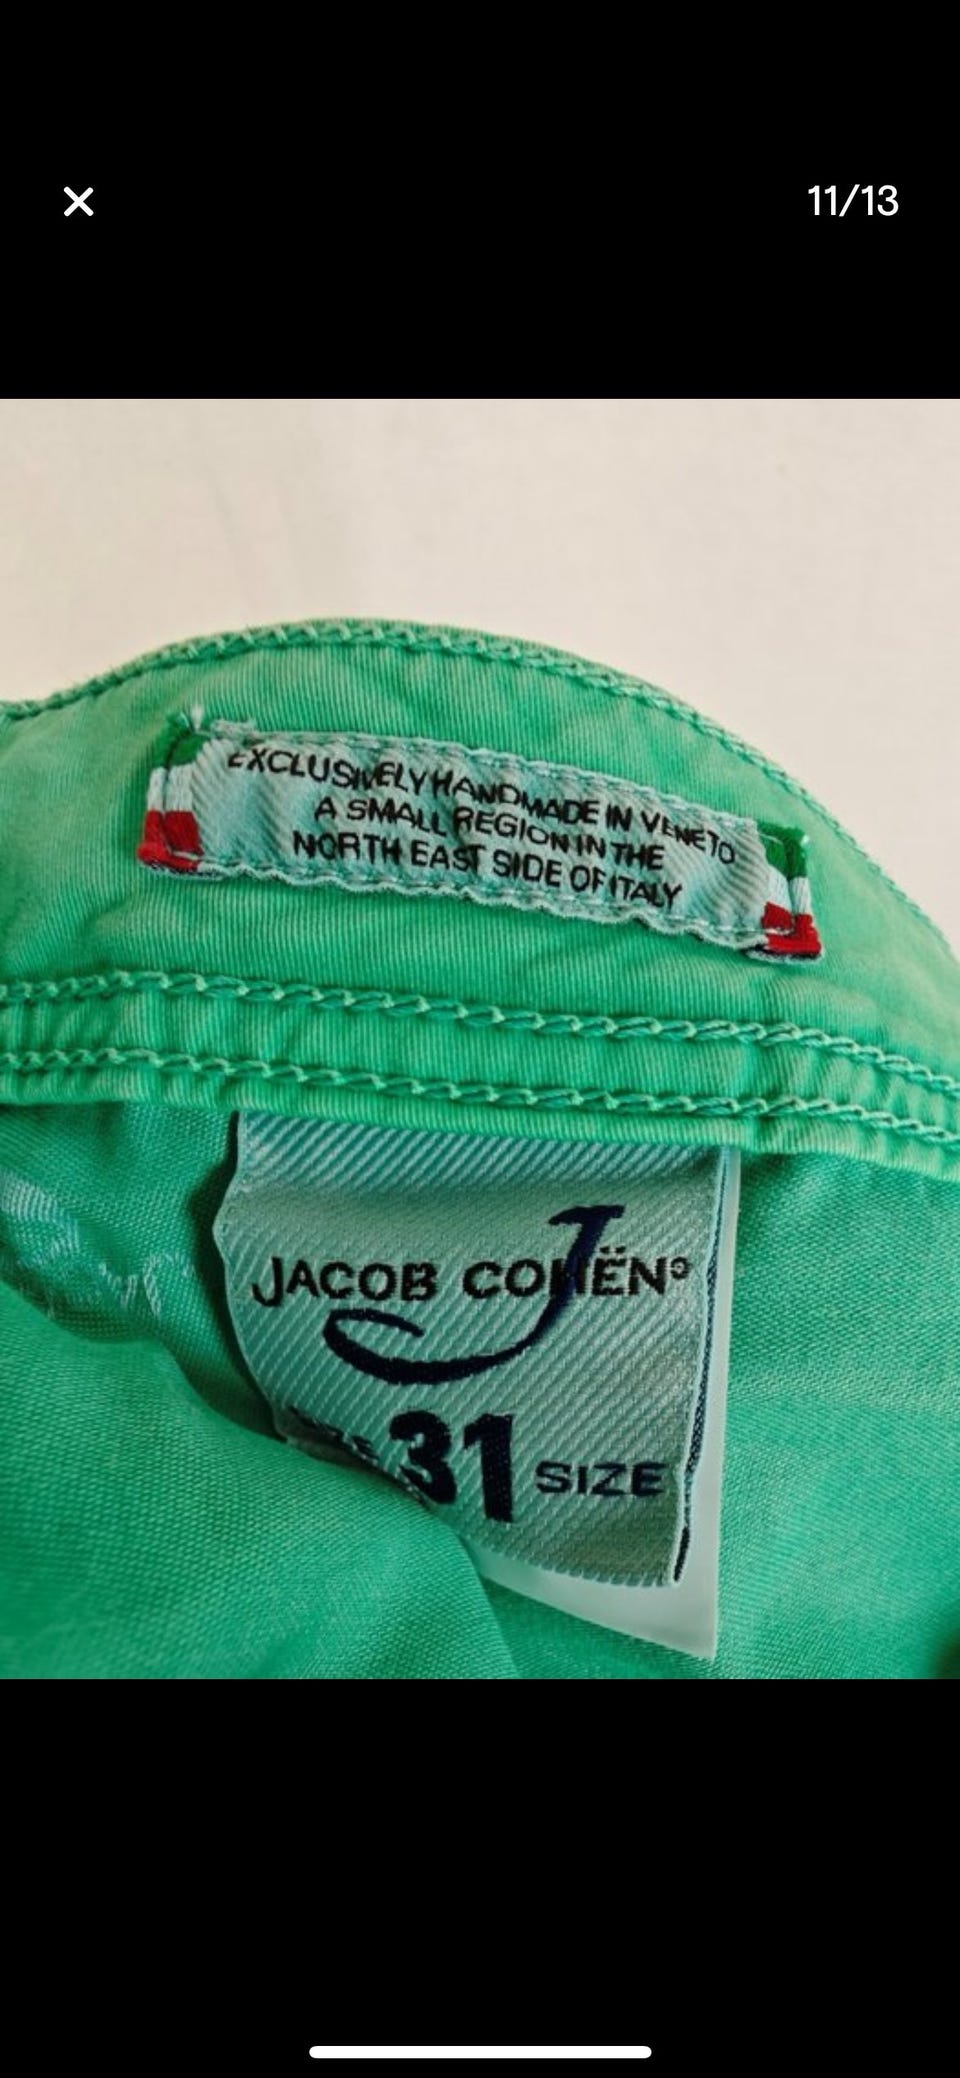 11/13
EXCLUSIVELY HANDMADE IN VENETO
A SMALL REGION IN THE
NORTH EAST SIDE OF ITALY
JACOB COHËN
31 SIZE